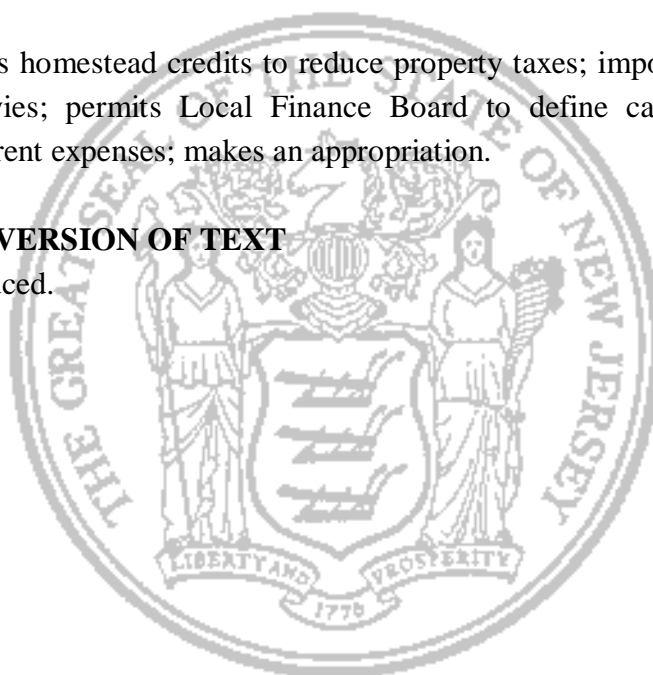 s homestead credits to reduce property taxes; impo
vies; permits Local Finance Board to define ca
rent expenses; makes an appropriation.
VERSION OF TEXT
uced.
THE GREAT SEAL OF THE STATE OF NEW JERSEY
LIBERTY AND PROSPERITY
1776